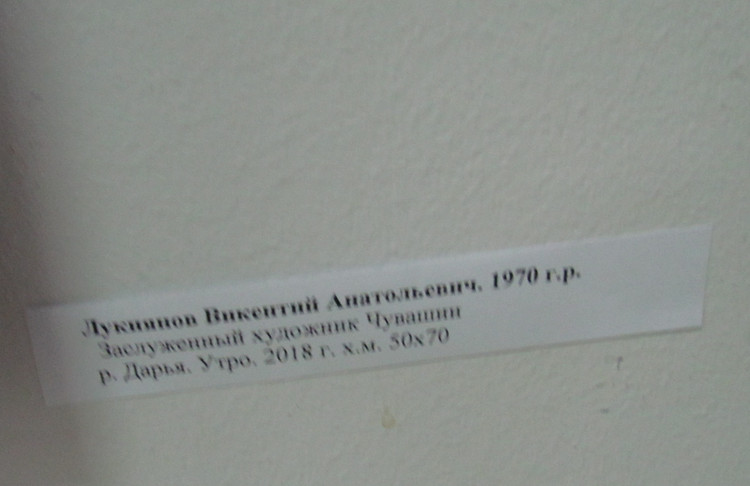 Лукиянов Викентий Анатольевич. 1970 г.р.
Заслуженный художник Чувашии
р. Дарья. Утро. 2018 г. х.м. 50х70